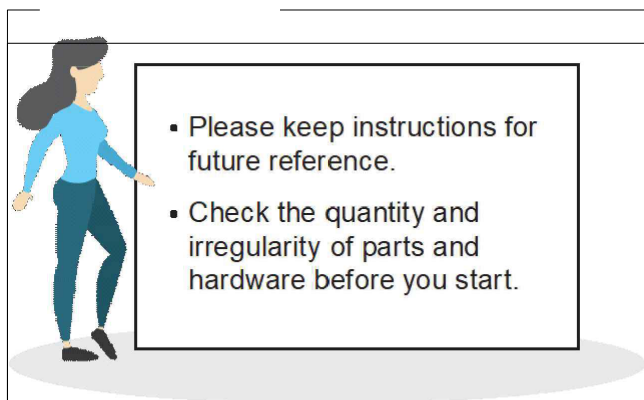 ▪ Please keep instructions for
future reference.
▪ Check the quantity and
irregularity of parts and
hardware before you start.